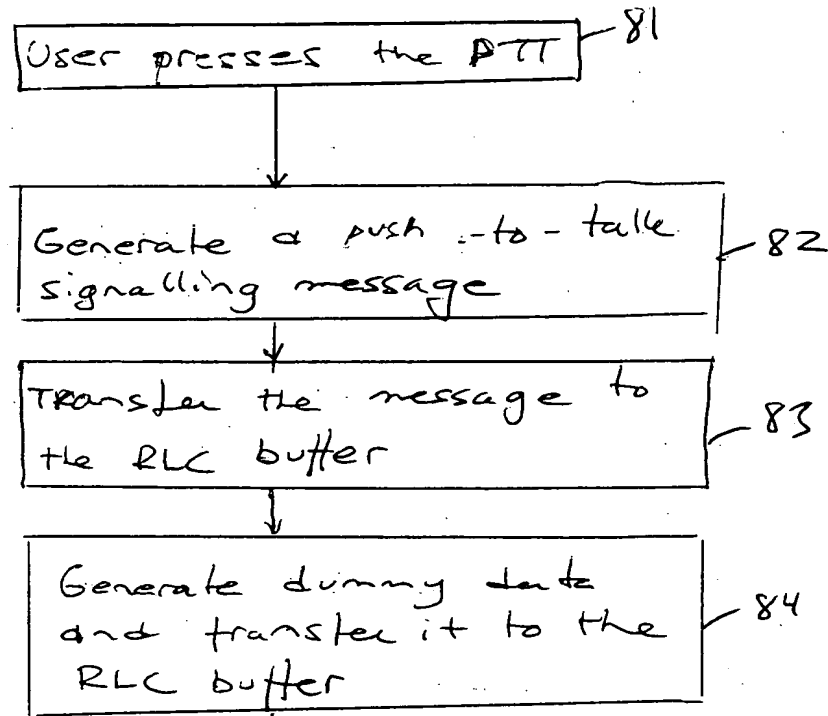 User presses the PTT
81
Generate a push-to-talk
signalling message
82
Transfer the message to
the RLC buffer
83
Generate dummy data
and transfer it to the
RLC buffer
84